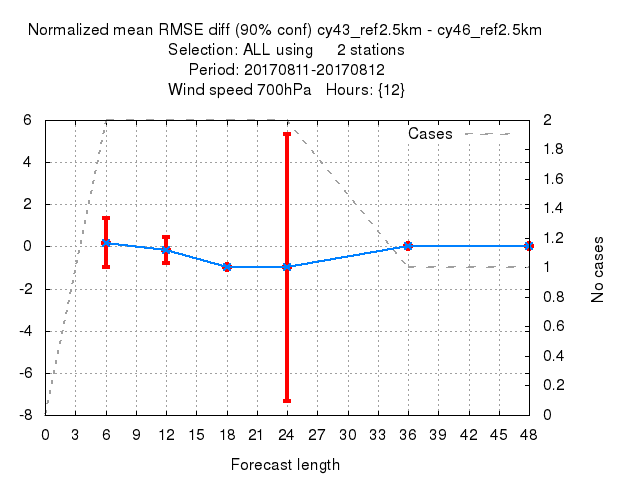 Normalized mean RMSE diff (90% conf) cy43_ref2.5km - cy46_ref2.5km
Selection: ALL using 2 stations
Period: 20170811-20170812
Wind speed 700hPa Hours: {12}
Cases
6
4
2
0
-2
-4
-6
-8
2
1.8
1.6
1.4
1.2
1
0.8
0.6
0.4
0.2
0
No cases
0 3 6 9 12 15 18 21 24 27 30 33 36 39 42 45 48
Forecast length